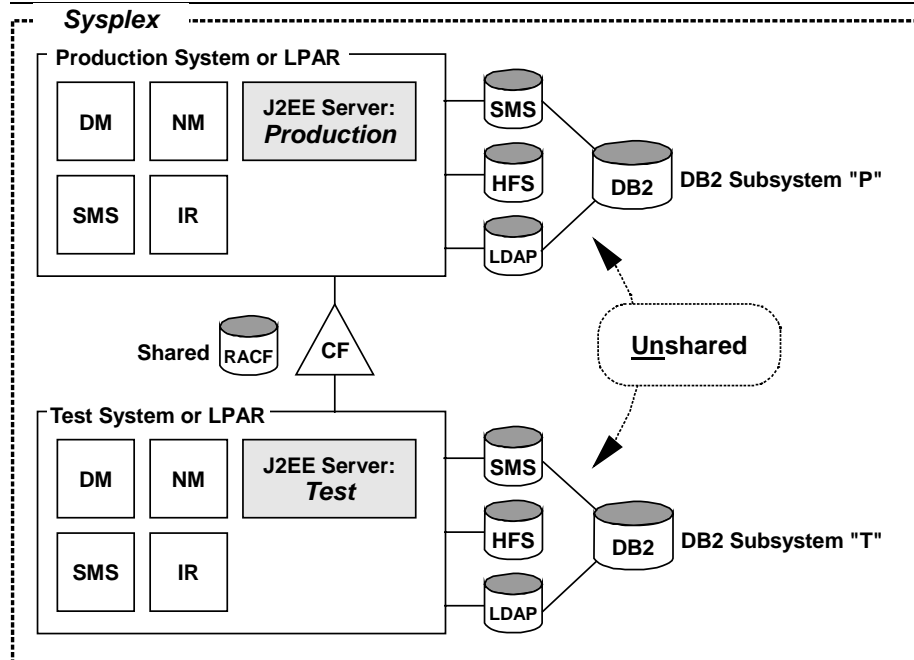 Sysplex
Production System or LPAR
DM
NM
J2EE Server:
Production
SMS
IR
SMS
HFS
LDAP
DB2
DB2 Subsystem "P"
Shared
RACF
CF
Unshared
Test System or LPAR
DM
NM
J2EE Server:
Test
SMS
IR
SMS
HFS
LDAP
DB2
DB2 Subsystem "T"